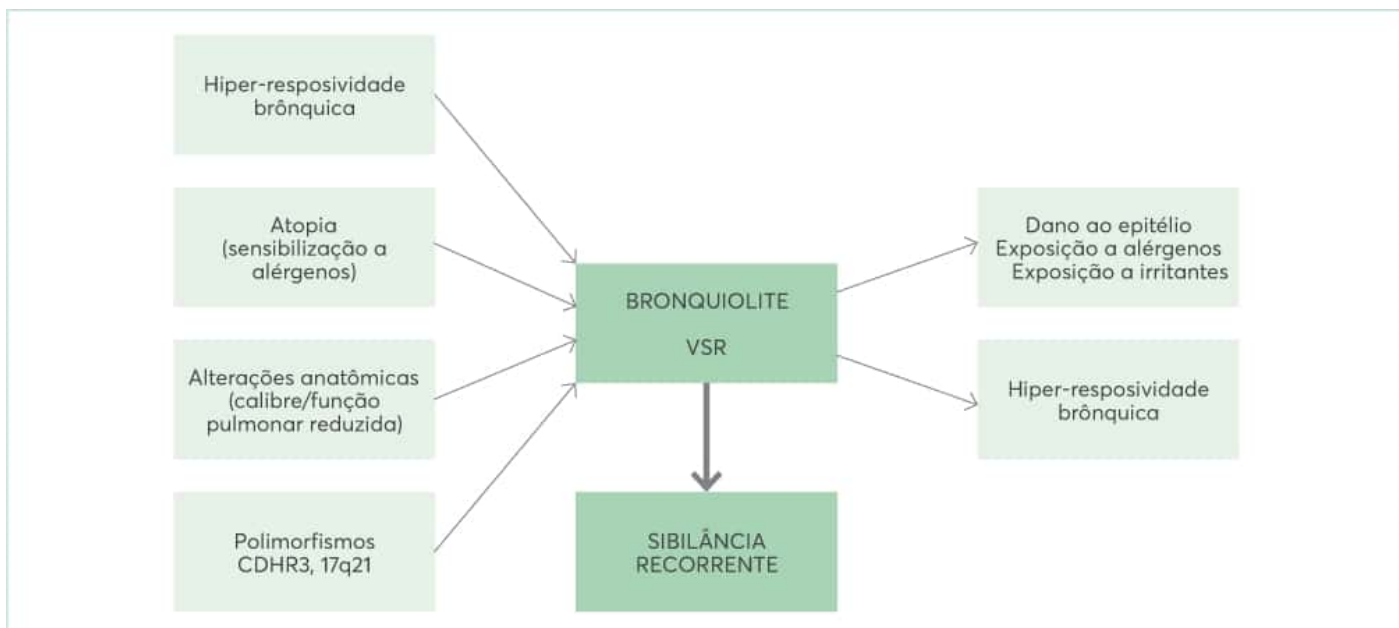 Hiper-resposividade
brônquica
Atopia
(sensibilização a
alérgenos)
Alterações anatômicas
(calibre/função
pulmonar reduzida)
Polimorfismos
CDHR3, 17q21
BRONQUIOLITE
VSR
SIBILÂNCIA
RECORRENTE
Dano ao epitélio
Exposição a alérgenos
Exposição a irritantes
Hiper-resposividade
brônquica